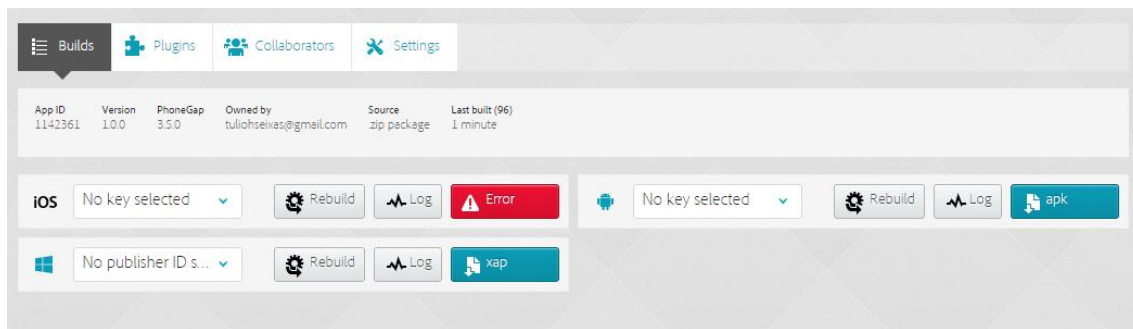 Builds Plugins Collaborators Settings
App ID Version PhoneGap Owned by Source Last built (96)
1142361 1.0.0 3.5.0 tuliohseixas@gmail.com .zip package 1 minute
iOS No key selected Rebuild Log Error No key selected Rebuild Log apk
No publisher ID s... Rebuild Log xap